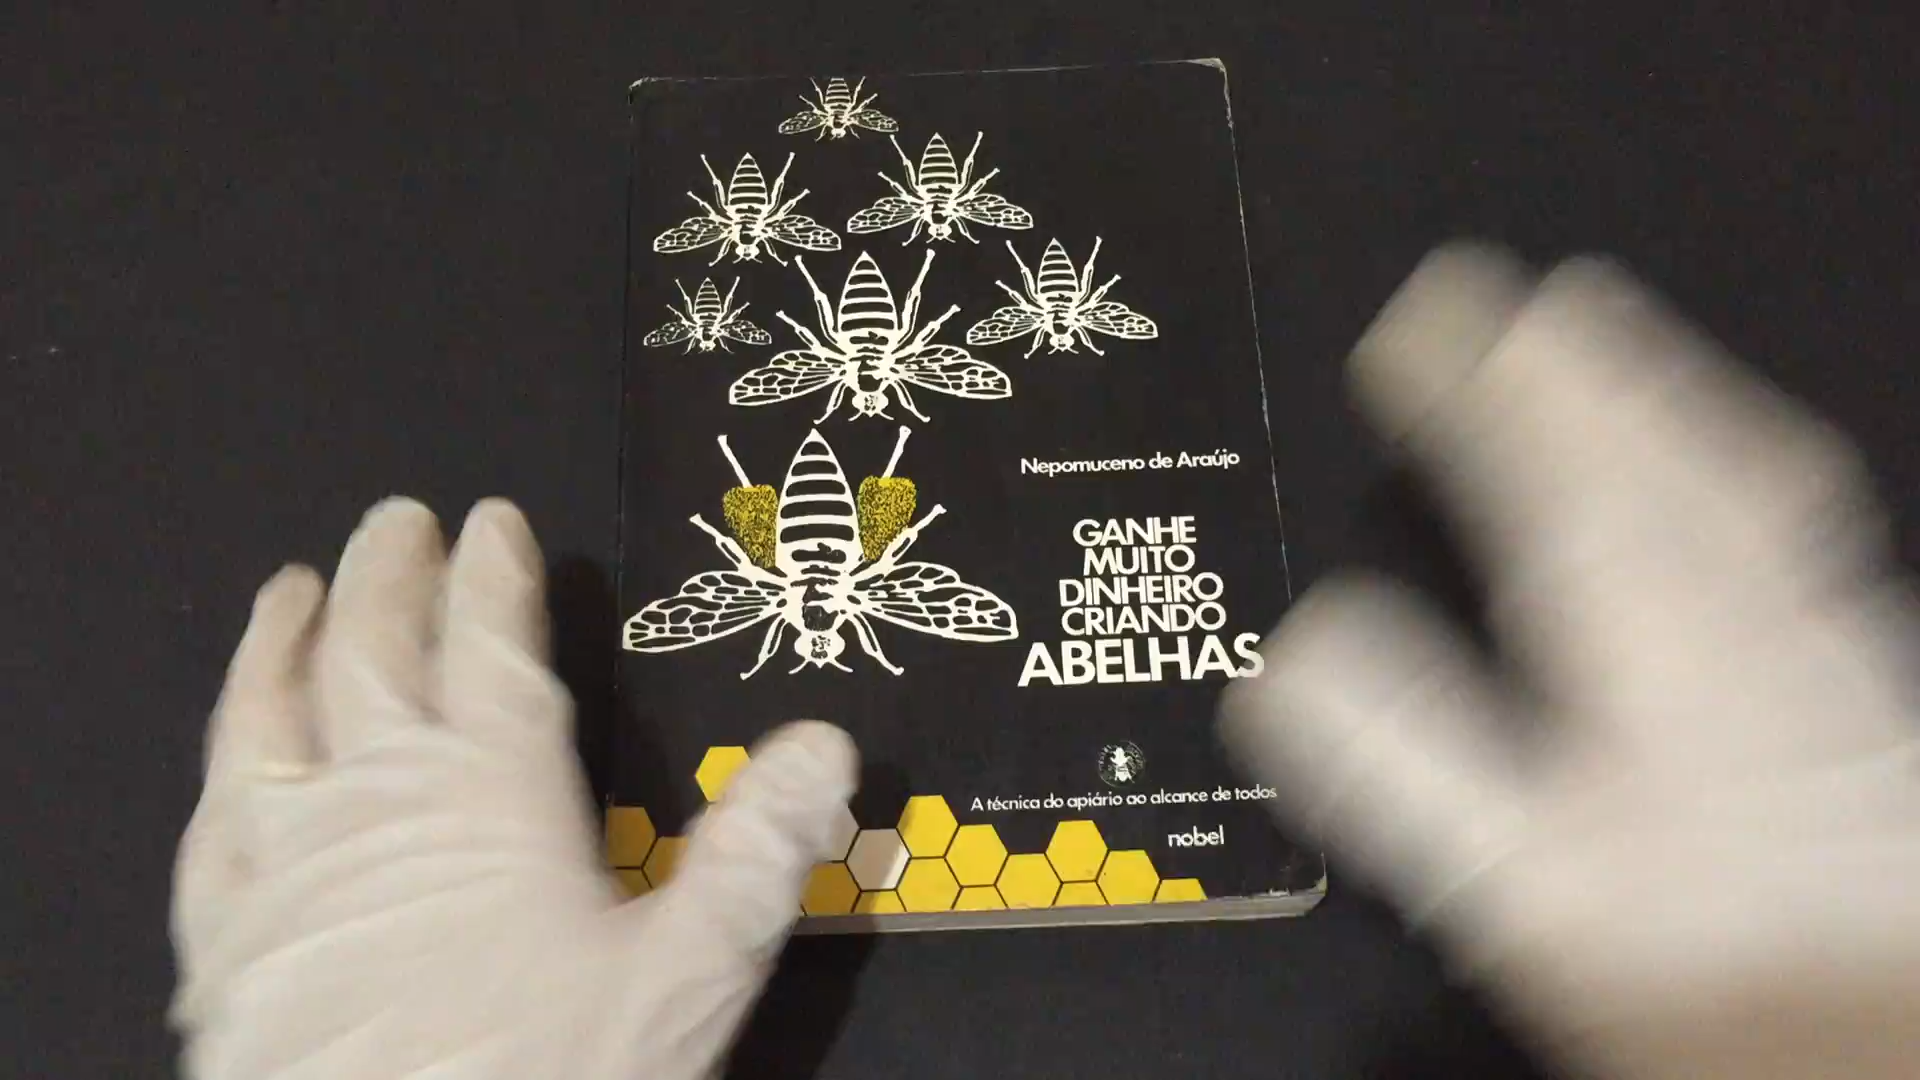 Nepomuceno de Araújo
GANHE
MUITO
DINHEIRO
CRIANDO
ABELHAS
A técnica do apiário ao alcance de todos
nobel